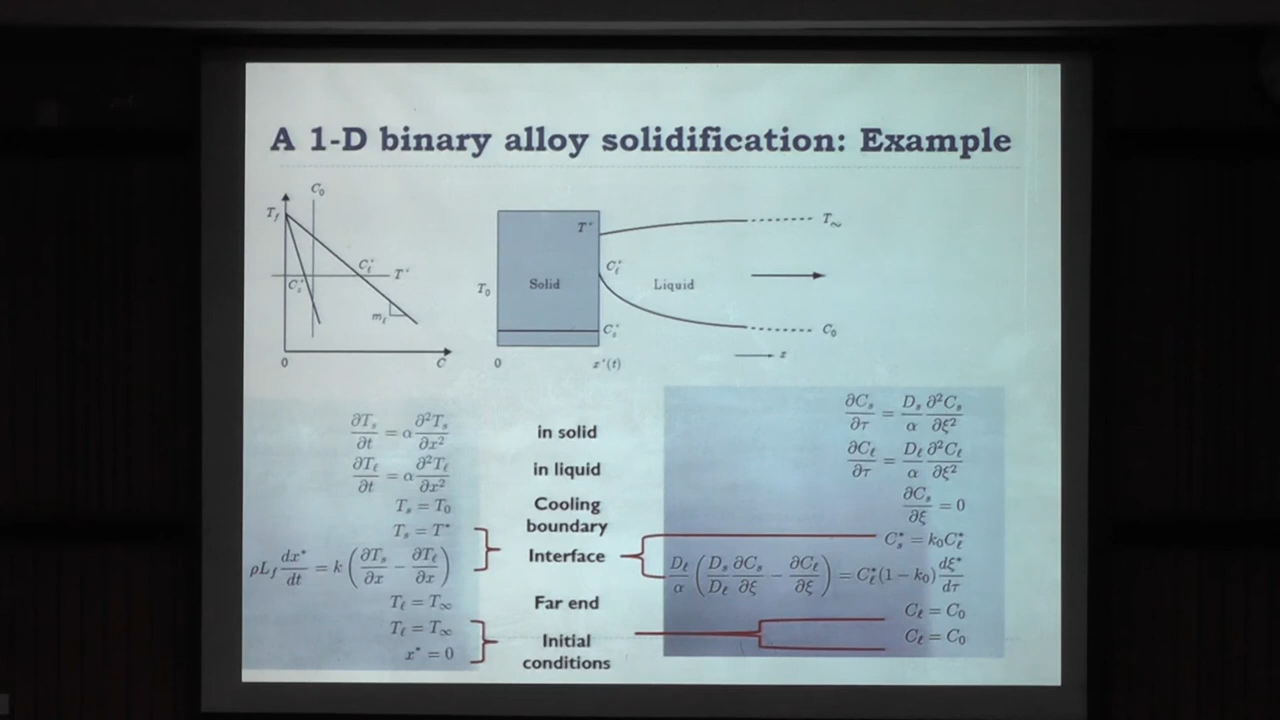 A 1-D binary alloy solidification: Example
C₀
T_f
C_ℓ*
T*
C_s*
m_ℓ
0
C
T*
T_∞
C_ℓ*
T₀
Solid
Liquid
C_s*
C₀
0
x*(t)
z
∂T_s/∂t = α ∂²T_s/∂x²
in solid
∂C_s/∂τ = D_s/α ∂²C_s/∂ξ²
∂T_ℓ/∂t = α ∂²T_ℓ/∂x²
in liquid
∂C_ℓ/∂τ = D_ℓ/α ∂²C_ℓ/∂ξ²
T_s = T₀
Cooling
boundary
∂C_s/∂ξ = 0
T_s = T*
Interface
C_s* = k₀C_ℓ*
ρL_f dx*/dt = k (∂T_s/∂x − ∂T_ℓ/∂x)
D_ℓ/α (D_s/D_ℓ ∂C_s/∂ξ − ∂C_ℓ/∂ξ) = C_ℓ*(1 − k₀) dξ*/dτ
T_ℓ = T_∞
Far end
C_ℓ = C₀
T_ℓ = T_∞
Initial
conditions
C_ℓ = C₀
x* = 0